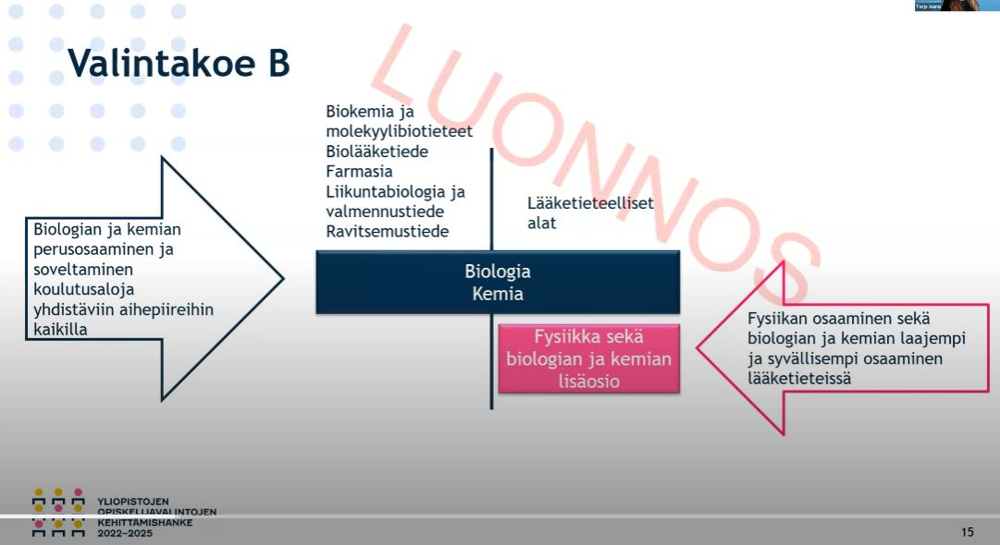 Valintakoe B
LUONNOS
Biokemia ja
molekyylibiotieteet
Biolääketiede
Farmasia
Liikuntabiologia ja
valmennustiede
Ravitsemustiede
Lääketieteelliset
alat
Biologian ja kemian
perusosaaminen ja
soveltaminen
koulutusaloja
yhdistäviin aihepiireihin
kaikilla
Biologia
Kemia
Fysiikka sekä
biologian ja kemian
lisäosio
Fysiikan osaaminen sekä
biologian ja kemian laajempi
ja syvällisempi osaaminen
lääketieteissä
YLIOPISTOJEN
OPISKELIJAVALINTOJEN
KEHITTÄMISHANKE
2022–2025
15